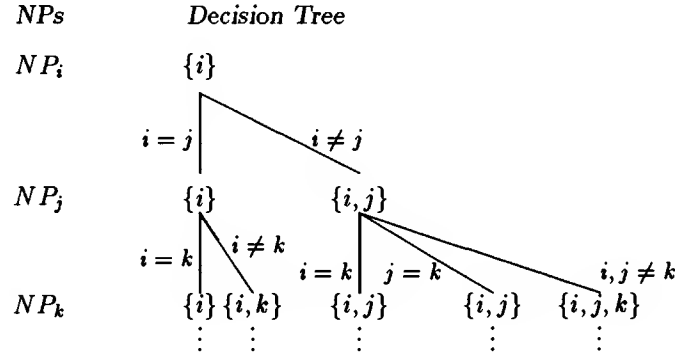 NPs Decision Tree
NP_i {i}
i = j i ≠ j
NP_j {i} {i, j}
i = k i ≠ k i = k j = k i, j ≠ k
NP_k {i} {i, k} {i, j} {i, j} {i, j, k}
⋮ ⋮ ⋮ ⋮ ⋮